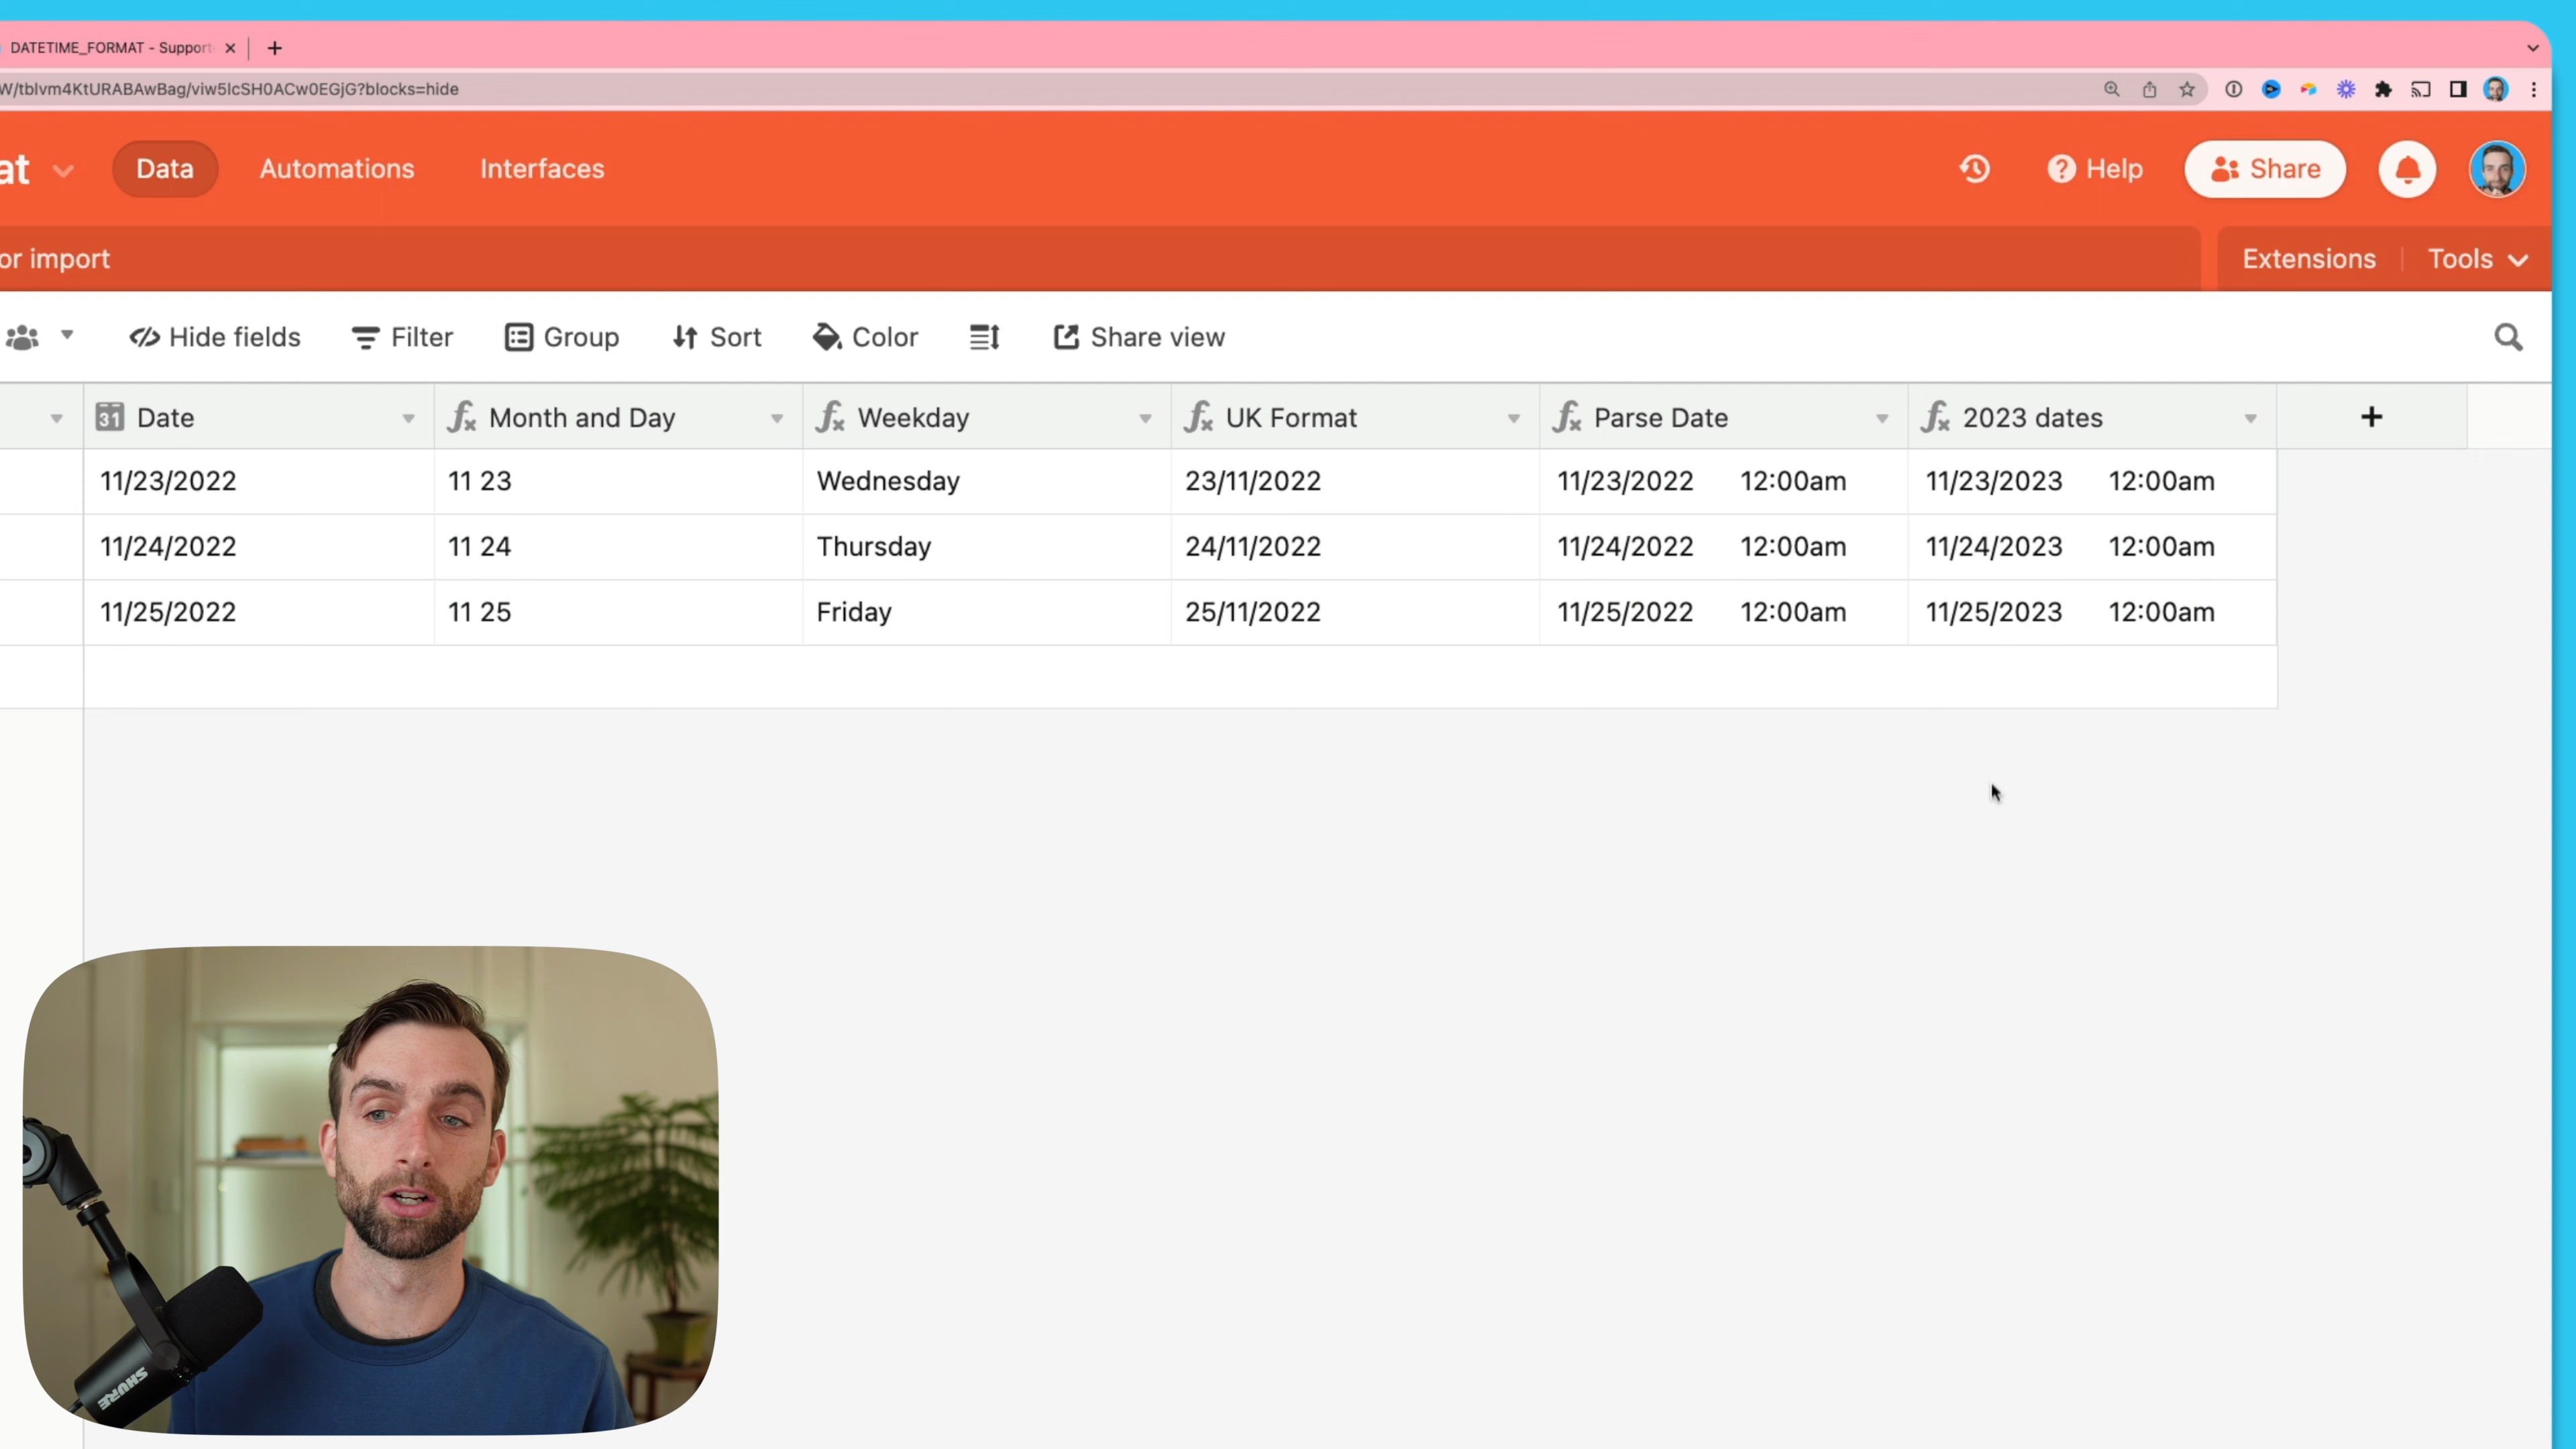 DATETIME_FORMAT - Support
W/tblvm4KtURABAwBag/viw5lcSH0ACw0EGjG?blocks=hide
at Data Automations Interfaces Help Share
or import Extensions Tools
Hide fields Filter Group Sort Color Share view
31 Date Month and Day Weekday UK Format Parse Date 2023 dates
11/23/2022 11 23 Wednesday 23/11/2022 11/23/2022 12:00am 11/23/2023 12:00am
11/24/2022 11 24 Thursday 24/11/2022 11/24/2022 12:00am 11/24/2023 12:00am
11/25/2022 11 25 Friday 25/11/2022 11/25/2022 12:00am 11/25/2023 12:00am
SHURE